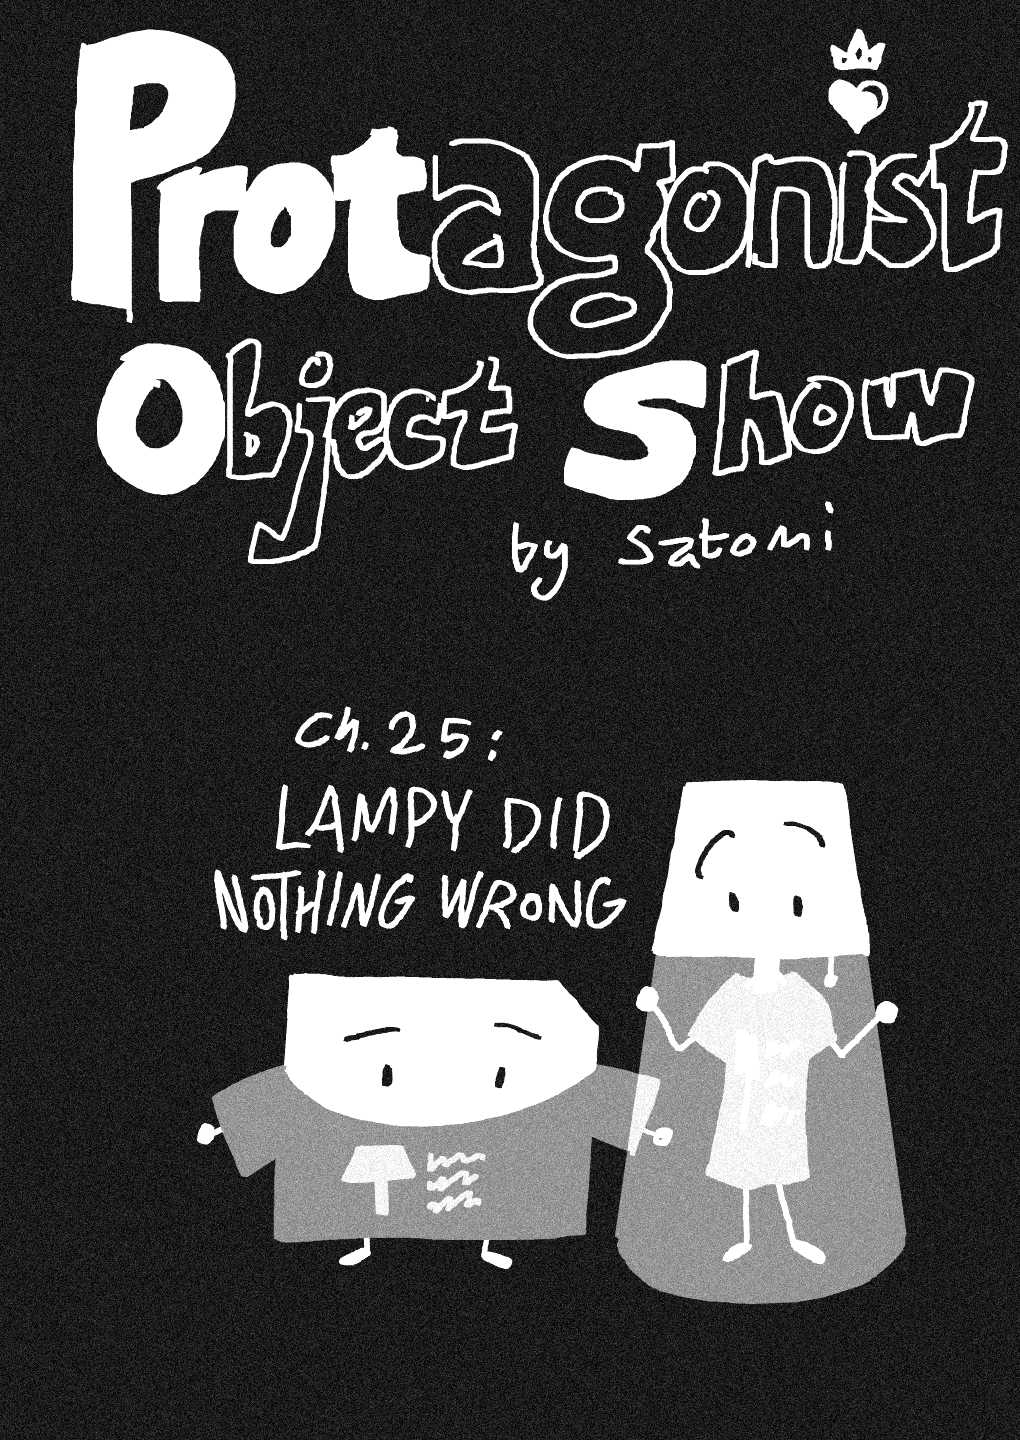 Protagonist
Object Show
by satomi
Ch. 25:
LAMPY DID
NOTHING WRONG